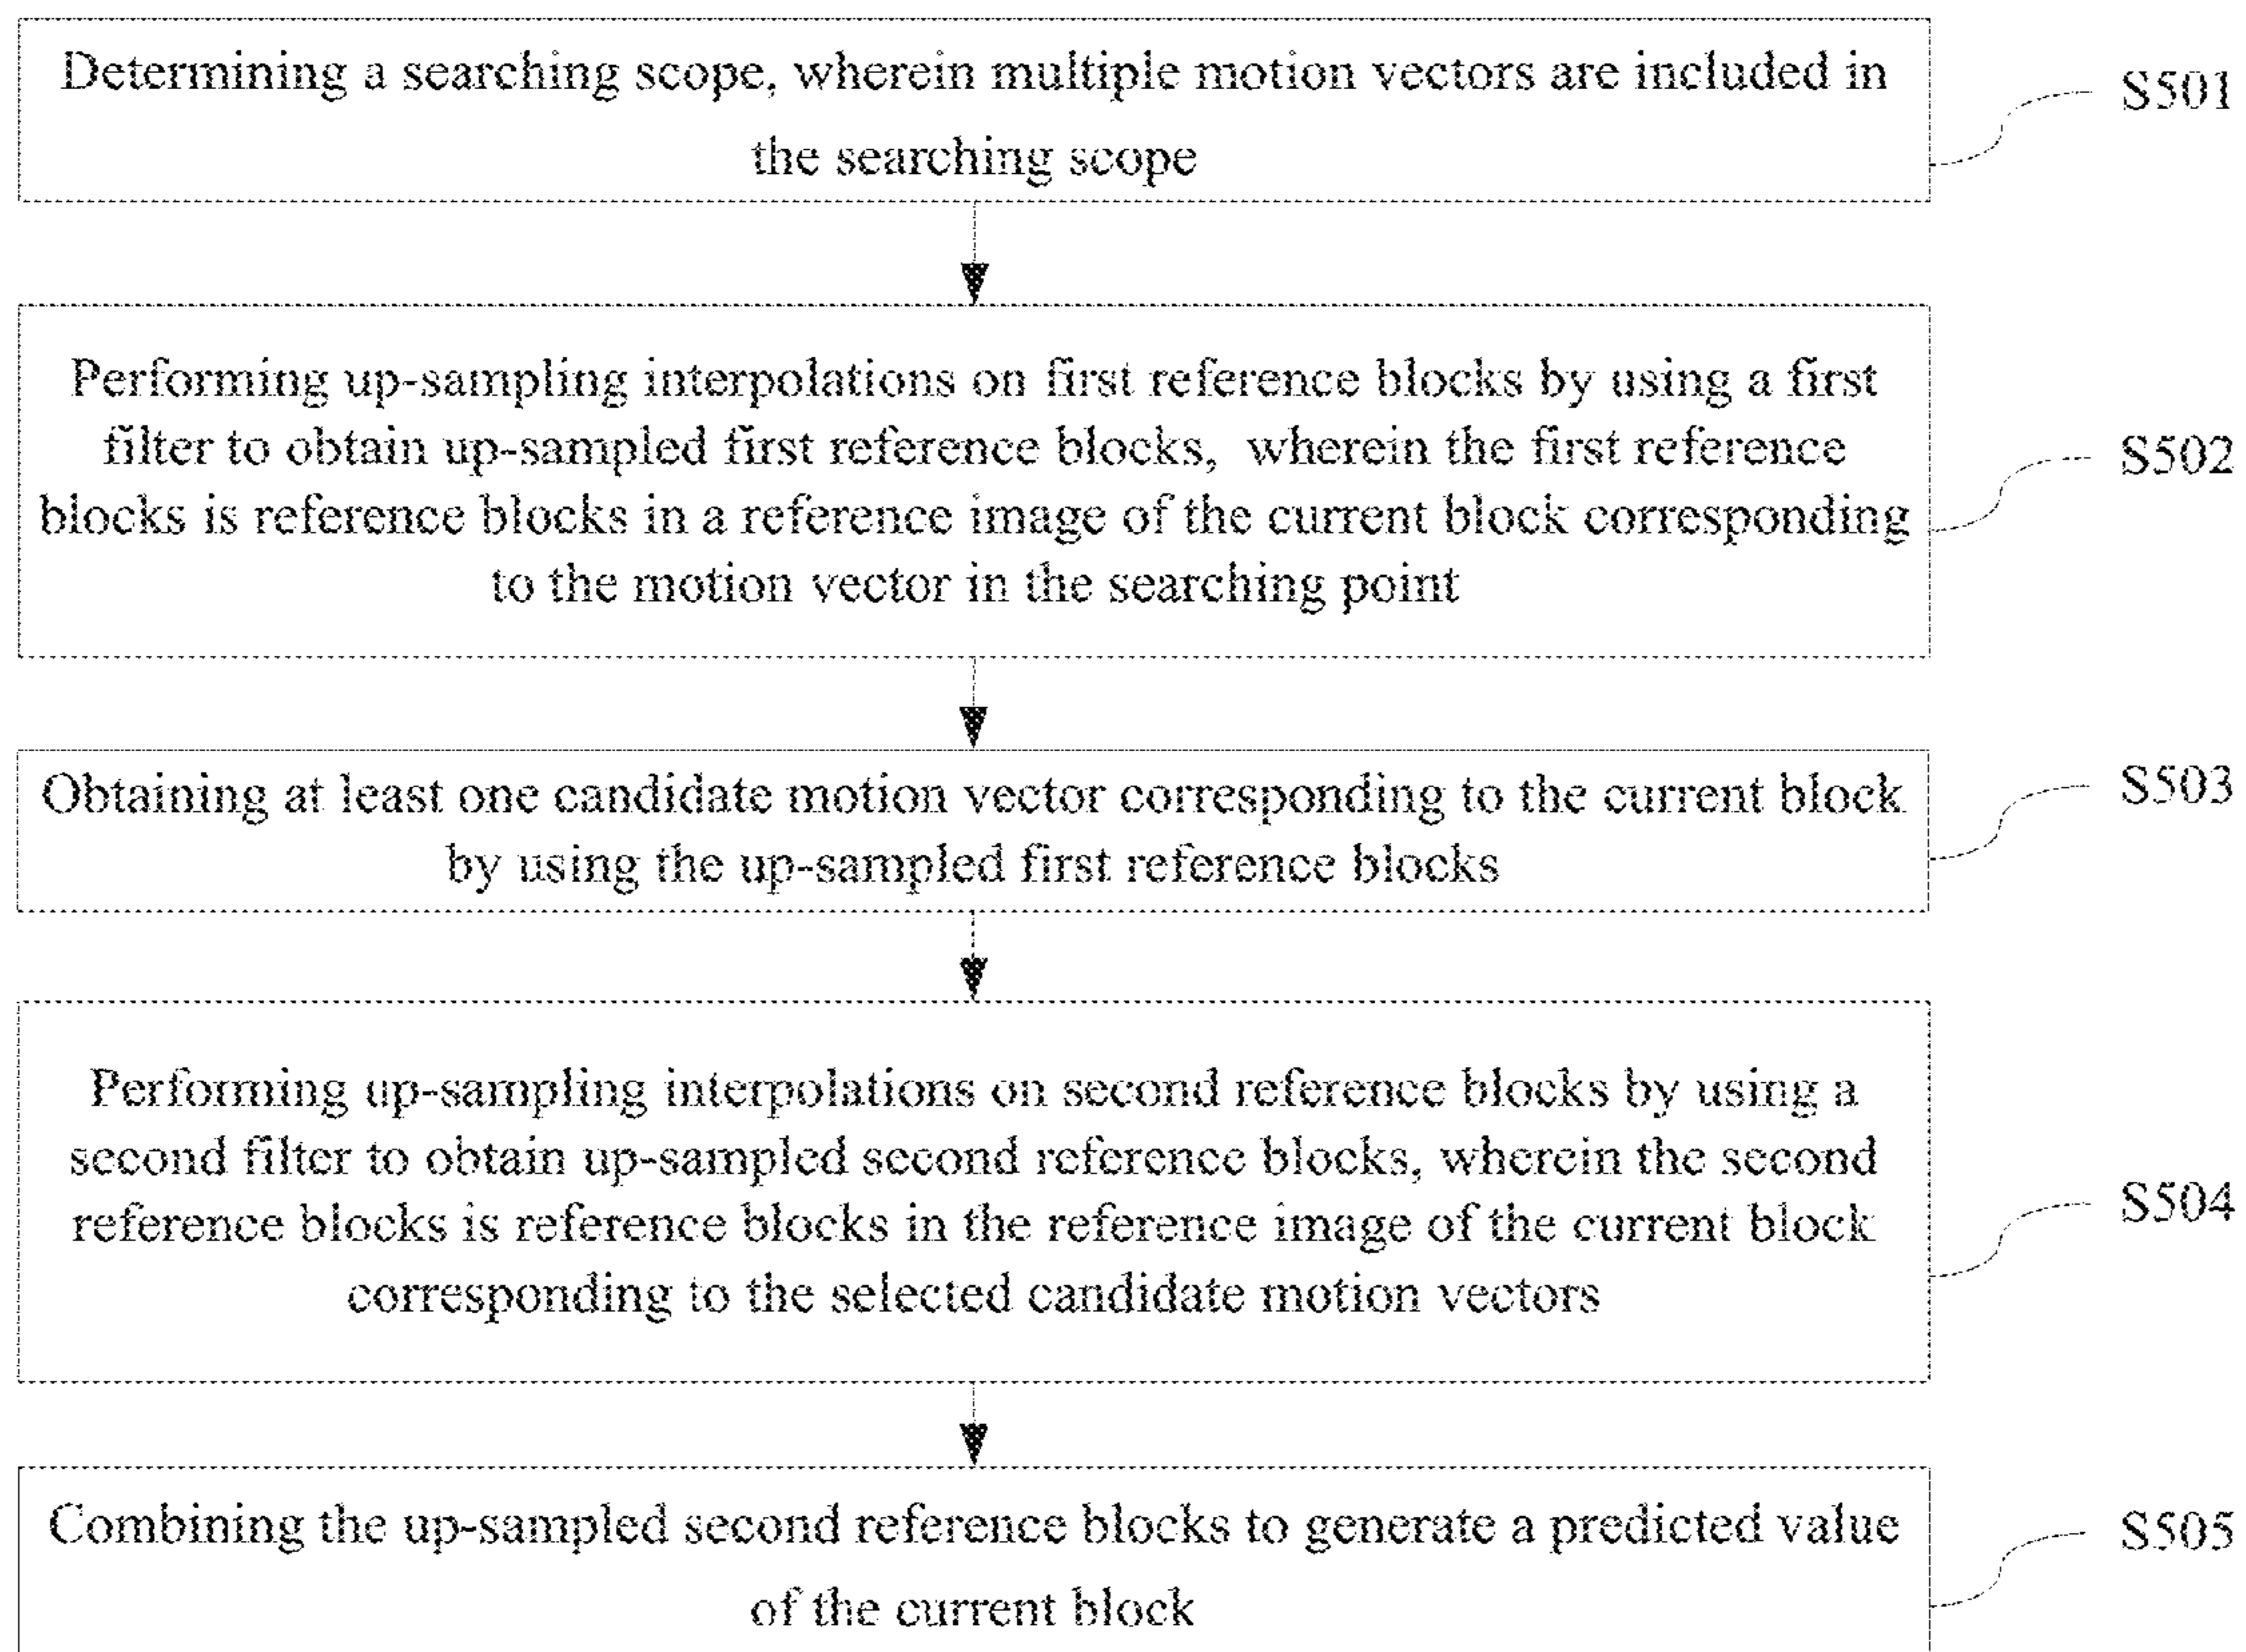 Determining a searching scope, wherein multiple motion vectors are included in
the searching scope
S501
Performing up-sampling interpolations on first reference blocks by using a first
filter to obtain up-sampled first reference blocks, wherein the first reference
blocks is reference blocks in a reference image of the current block corresponding
to the motion vector in the searching point
S502
Obtaining at least one candidate motion vector corresponding to the current block
by using the up-sampled first reference blocks
S503
Performing up-sampling interpolations on second reference blocks by using a
second filter to obtain up-sampled second reference blocks, wherein the second
reference blocks is reference blocks in the reference image of the current block
corresponding to the selected candidate motion vectors
S504
Combining the up-sampled second reference blocks to generate a predicted value
of the current block
S505